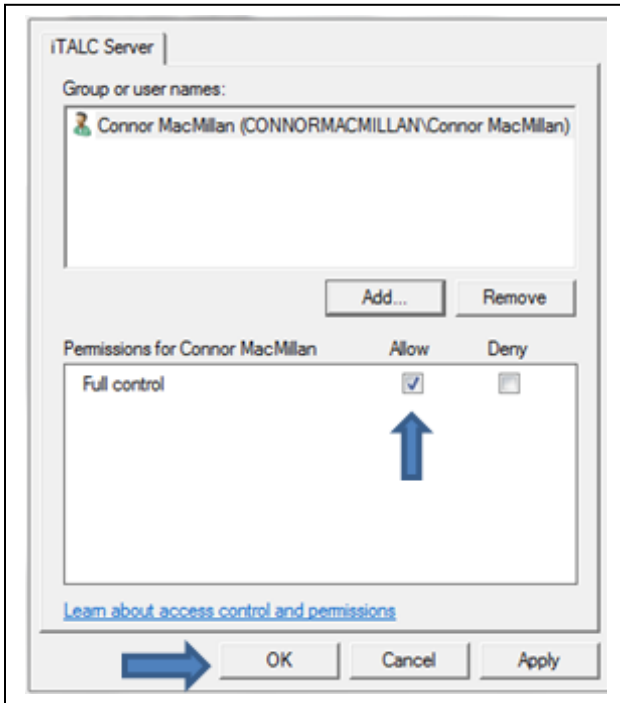 iTALC Server
Group or user names:
Connor MacMillan (CONNORMACMILLAN\Connor MacMillan)
Add... Remove
Permissions for Connor MacMillan Allow Deny
Full control
Learn about access control and permissions
OK Cancel Apply